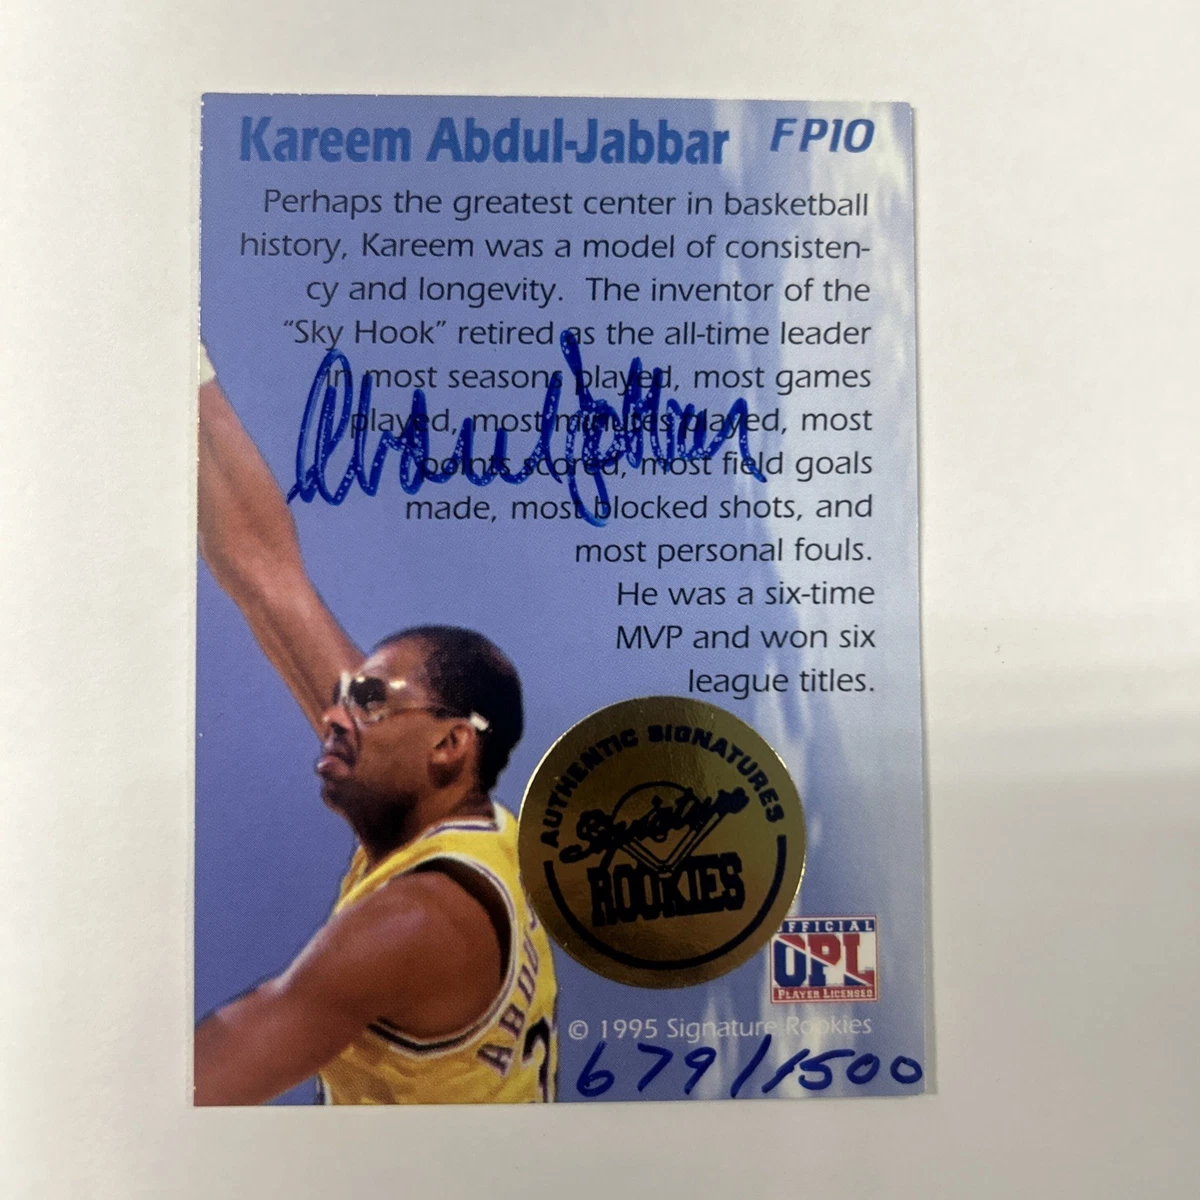 Kareem Abdul-Jabbar FP10
Perhaps the greatest center in basketball
history, Kareem was a model of consisten-
cy and longevity. The inventor of the
“Sky Hook” retired as the all-time leader
in most seasons played, most games
played, most minutes played, most
points scored, most field goals
made, most blocked shots, and
most personal fouls.
He was a six-time
MVP and won six
league titles.
Abdul Jabbar
AUTHENTIC SIGNATURES
Signature
ROOKIES
OFFICIAL
OPL
PLAYER LICENSED
ABDU
© 1995 Signature Rookies
679/1500